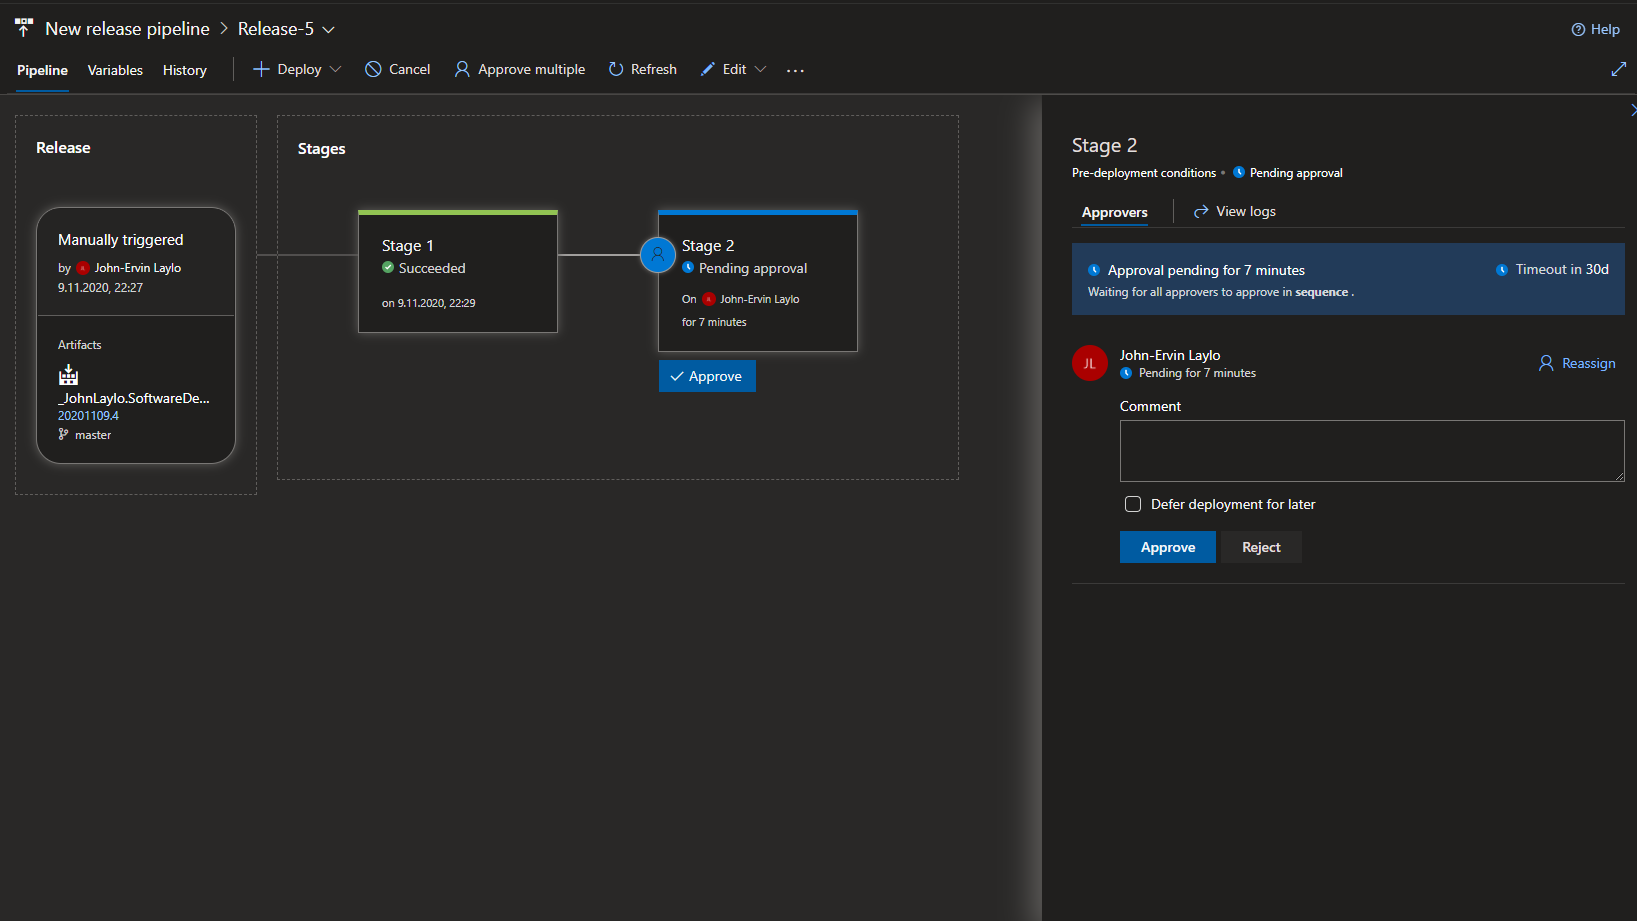 New release pipeline > Release-5
Help
Pipeline Variables History Deploy Cancel Approve multiple Refresh Edit ...
Release
Manually triggered
by John-Ervin Laylo
9.11.2020, 22:27
Artifacts
_JohnLaylo.SoftwareDe...
20201109.4
master
Stages
Stage 1
Succeeded
on 9.11.2020, 22:29
Stage 2
Pending approval
On John-Ervin Laylo
for 7 minutes
Approve
Stage 2
Pre-deployment conditions • Pending approval
Approvers View logs
Approval pending for 7 minutes Timeout in 30d
Waiting for all approvers to approve in sequence .
JL
John-Ervin Laylo
Pending for 7 minutes
Reassign
Comment
Defer deployment for later
Approve Reject